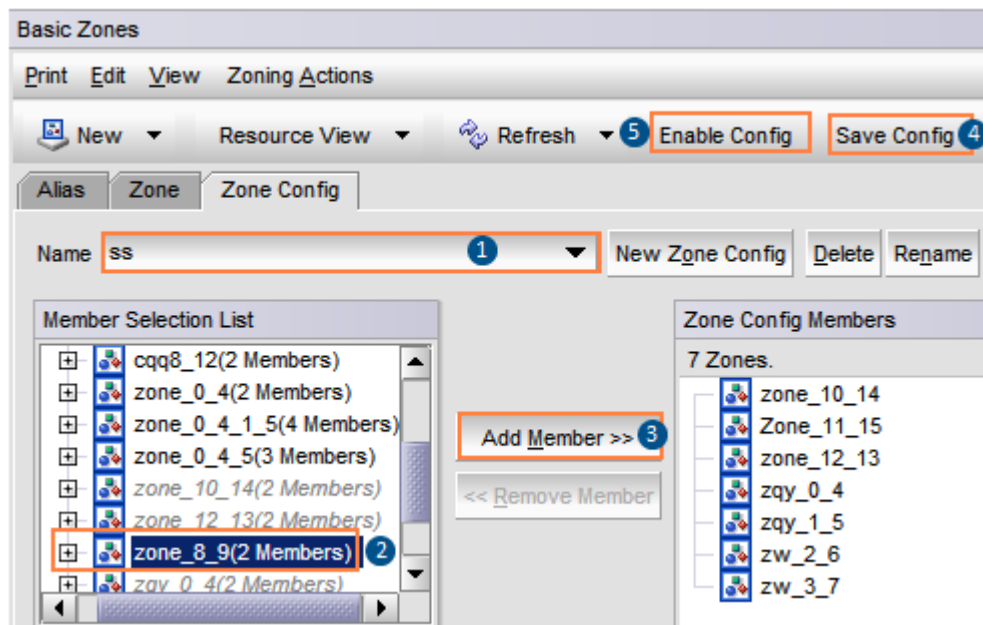 Basic Zones
Print Edit View Zoning Actions
New Resource View Refresh 5 Enable Config Save Config 4
Alias Zone Zone Config
Name ss 1 New Zone Config Delete Rename
Member Selection List
cqq8_12(2 Members)
zone_0_4(2 Members)
zone_0_4_1_5(4 Members)
zone_0_4_5(3 Members)
zone_10_14(2 Members)
zone_12_13(2 Members)
zone_8_9(2 Members) 2
zqy_0_4(2 Members)
Add Member >> 3
<< Remove Member
Zone Config Members
7 Zones.
zone_10_14
Zone_11_15
zone_12_13
zqy_0_4
zqy_1_5
zw_2_6
zw_3_7